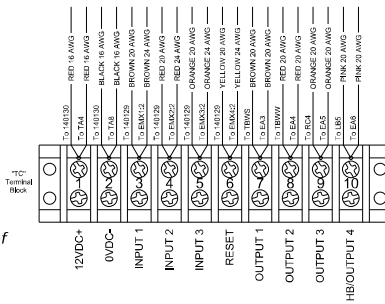 RED 16 AWG
RED 16 AWG
BLACK 16 AWG
BLACK 16 AWG
BROWN 20 AWG
BROWN 24 AWG
RED 20 AWG
RED 24 AWG
ORANGE 20 AWG
ORANGE 24 AWG
YELLOW 20 AWG
YELLOW 24 AWG
BROWN 20 AWG
BROWN 20 AWG
RED 20 AWG
RED 20 AWG
ORANGE 20 AWG
ORANGE 20 AWG
PINK 20 AWG
PINK 20 AWG
To 140130
To TA4
To 140130
To TA8
To 140129
To EMX1:2
To 140129
To EMX2:2
To 140129
To EMX3:2
To 140129
To EMX4:2
To TBWS
To EA3
To TBWW
To EA4
To RC4
To EA5
To LB5
To EA6
"TC"
Terminal
Block
1 2 3 4 5 6 7 8 9 10
f
12VDC+
0VDC-
INPUT 1
INPUT 2
INPUT 3
RESET
OUTPUT 1
OUTPUT 2
OUTPUT 3
HB/OUTPUT 4